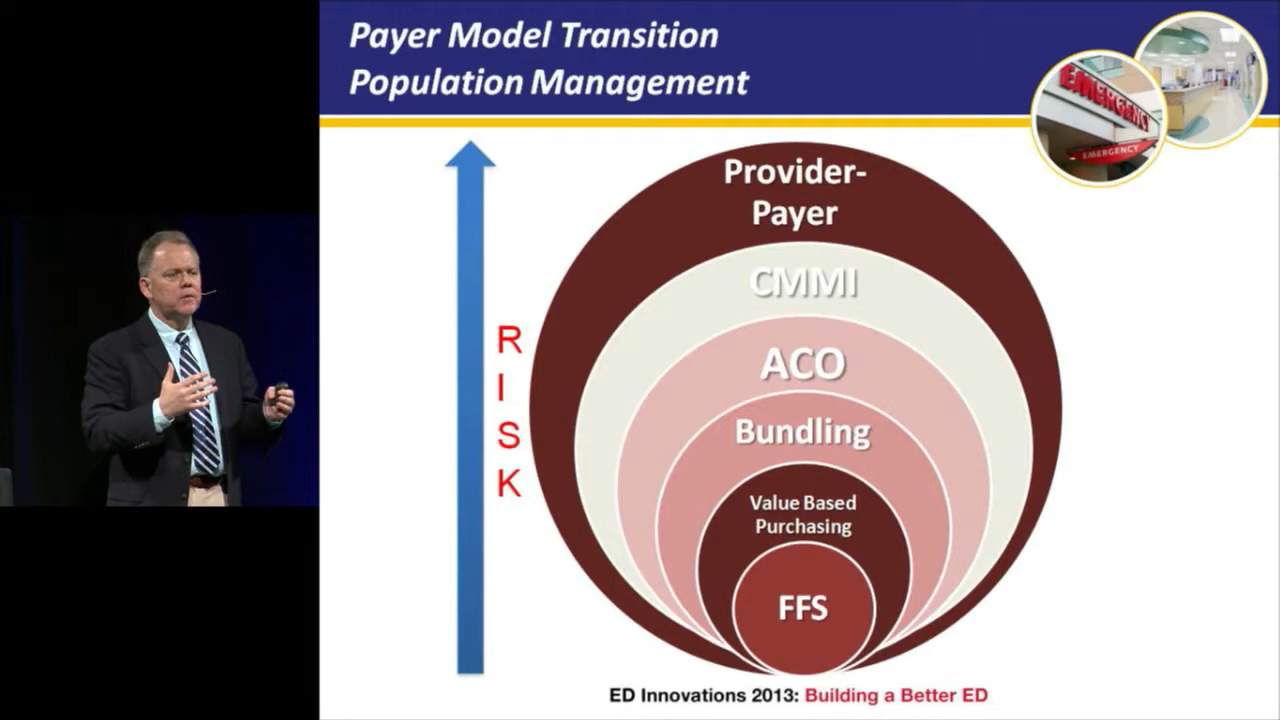 Payer Model Transition
Population Management
EMERGENCY
EMERGENCY
Provider-
Payer
CMMI
ACO
Bundling
Value Based
Purchasing
FFS
R
I
S
K
ED Innovations 2013: Building a Better ED